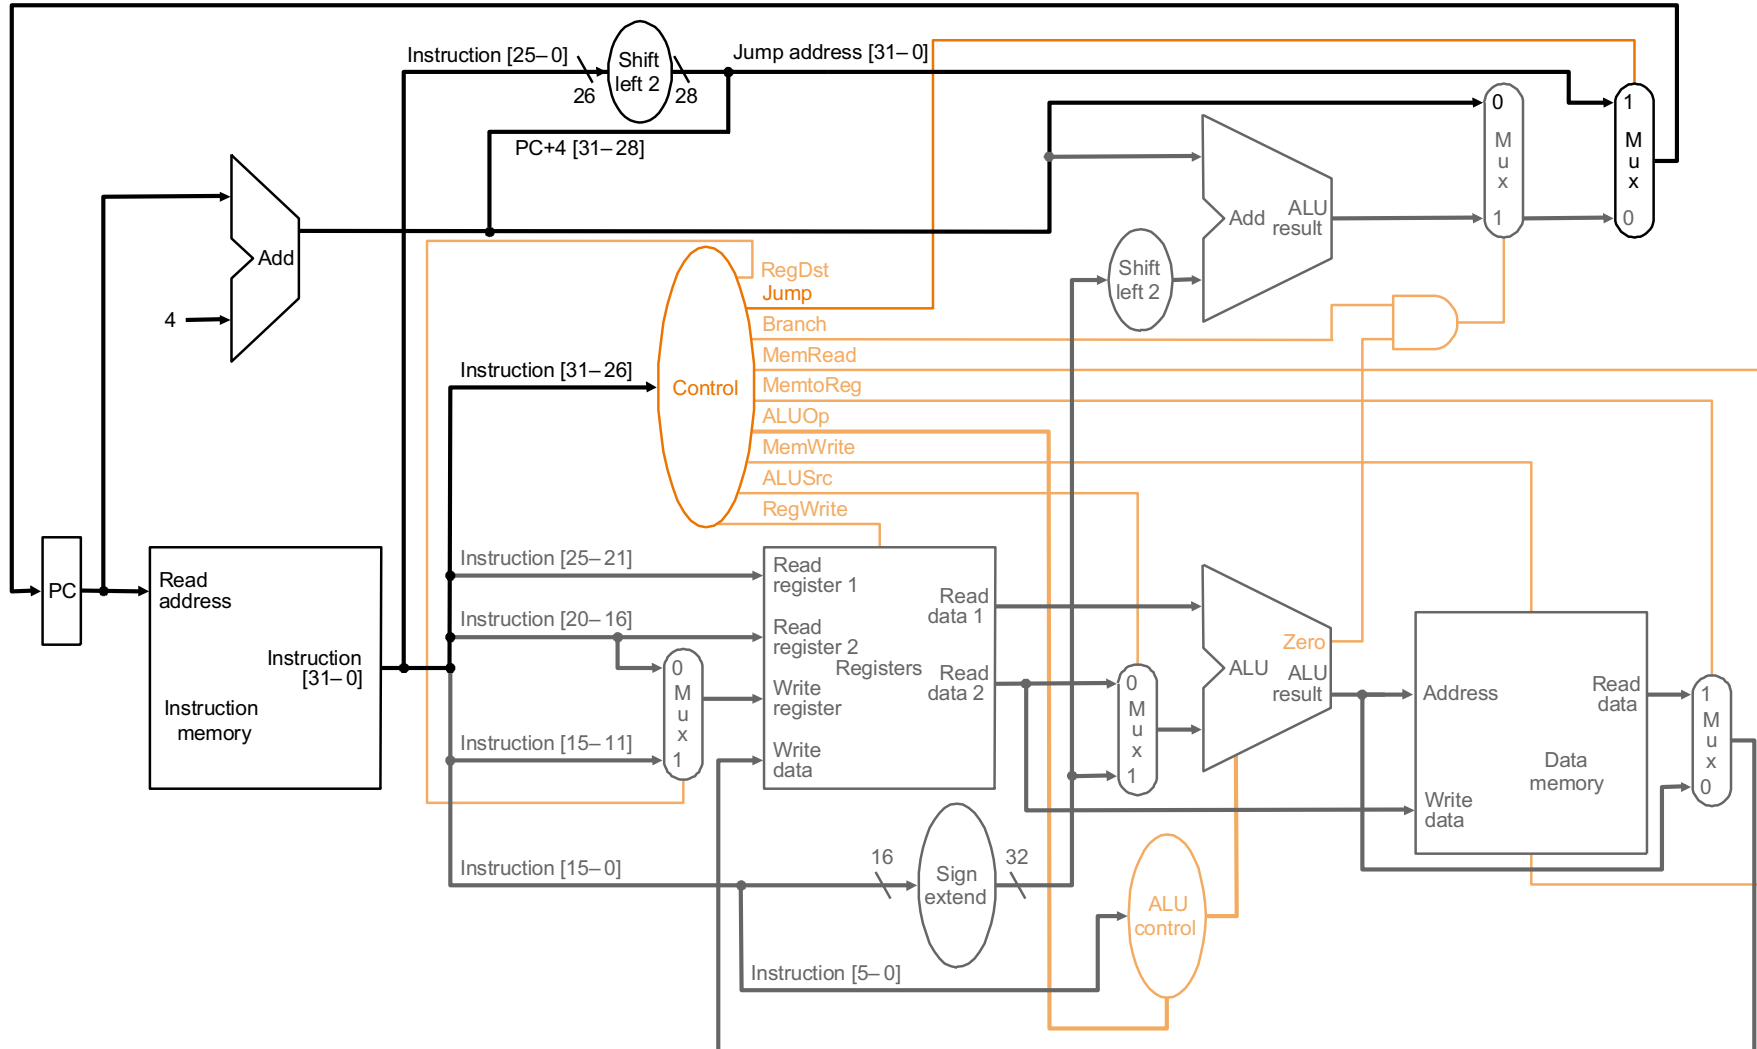 Instruction [25–0]
Shift
left 2
26
28
Jump address [31–0]
PC+4 [31–28]
Add
4
0
M
u
x
1
1
M
u
x
0
Add
ALU
result
Shift
left 2
RegDst
Jump
Branch
MemRead
MemtoReg
ALUOp
MemWrite
ALUSrc
RegWrite
Instruction [31–26]
Control
PC
Read
address
Instruction
[31–0]
Instruction
memory
Instruction [25–21]
Instruction [20–16]
Instruction [15–11]
Instruction [15–0]
0
M
u
x
1
Read
register 1
Read
register 2
Write
register
Write
data
Registers
Read
data 1
Read
data 2
0
M
u
x
1
Zero
ALU
ALU
result
Address
Write
data
Read
data
Data
memory
1
M
u
x
0
16
Sign
extend
32
ALU
control
Instruction [5–0]